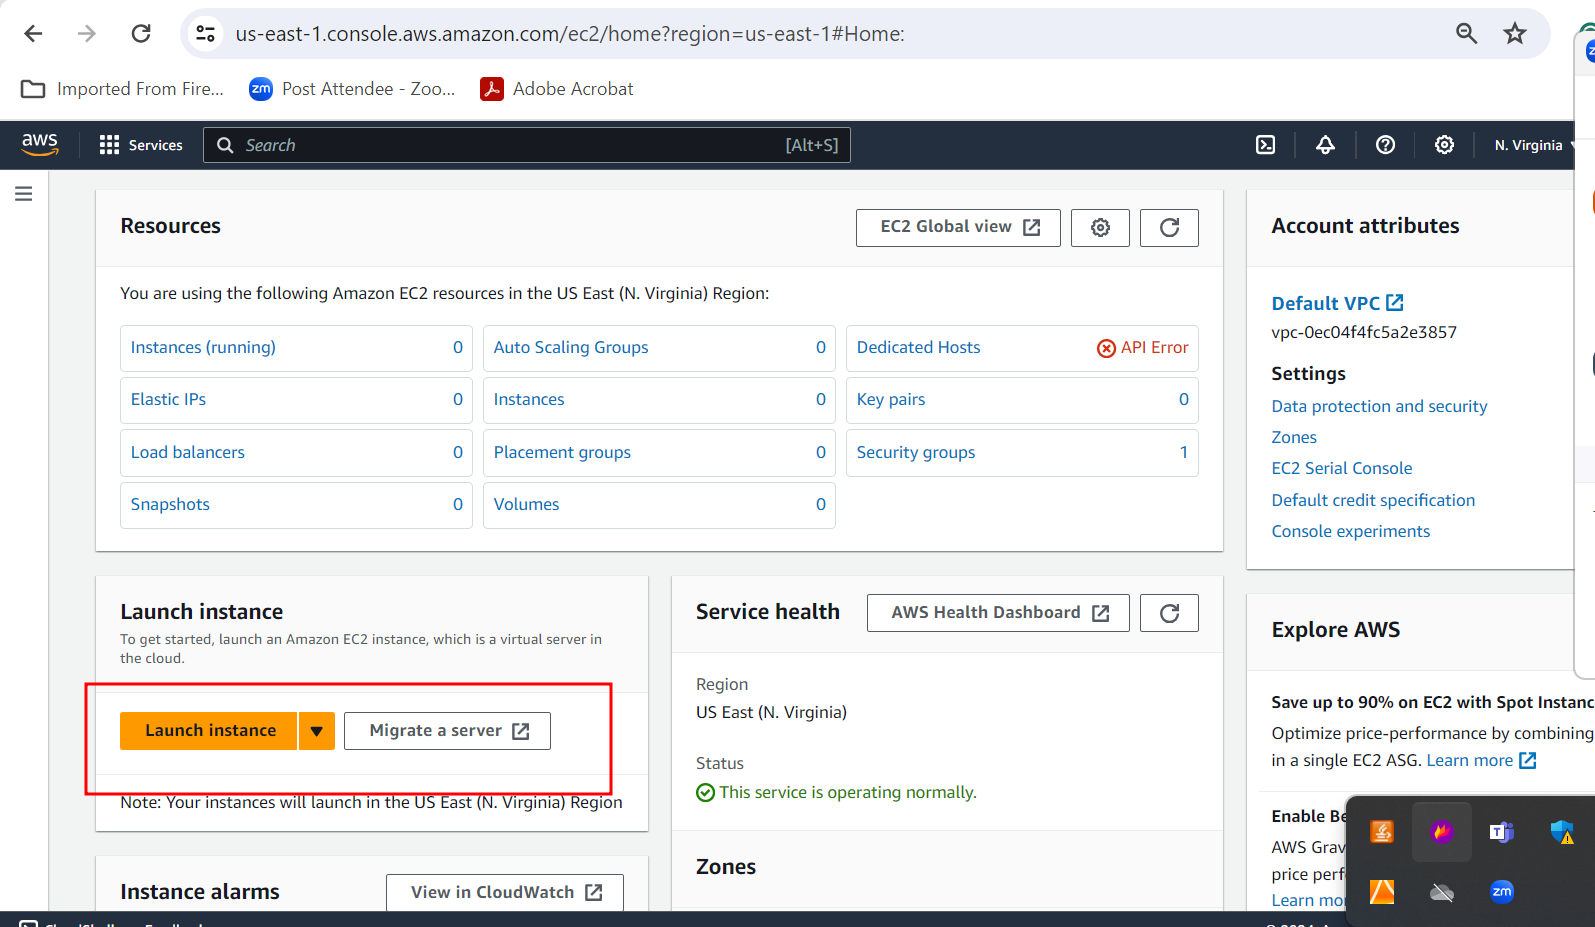 us-east-1.console.aws.amazon.com/ec2/home?region=us-east-1#Home:
Imported From Fire...
zm
Post Attendee - Zoo...
Adobe Acrobat
aws
Services
Search
[Alt+S]
N. Virginia
Resources
EC2 Global view
You are using the following Amazon EC2 resources in the US East (N. Virginia) Region:
Instances (running) 0
Auto Scaling Groups 0
Dedicated Hosts API Error
Elastic IPs 0
Instances 0
Key pairs 0
Load balancers 0
Placement groups 0
Security groups 1
Snapshots 0
Volumes 0
Account attributes
Default VPC
vpc-0ec04f4fc5a2e3857
Settings
Data protection and security
Zones
EC2 Serial Console
Default credit specification
Console experiments
Launch instance
To get started, launch an Amazon EC2 instance, which is a virtual server in
the cloud.
Launch instance
Migrate a server
Note: Your instances will launch in the US East (N. Virginia) Region
Service health
AWS Health Dashboard
Region
US East (N. Virginia)
Status
This service is operating normally.
Zones
Instance alarms
View in CloudWatch
Explore AWS
Save up to 90% on EC2 with Spot Instanc
Optimize price-performance by combining
in a single EC2 ASG. Learn more
Enable Be
AWS Grav
price perf
Learn mo
zm